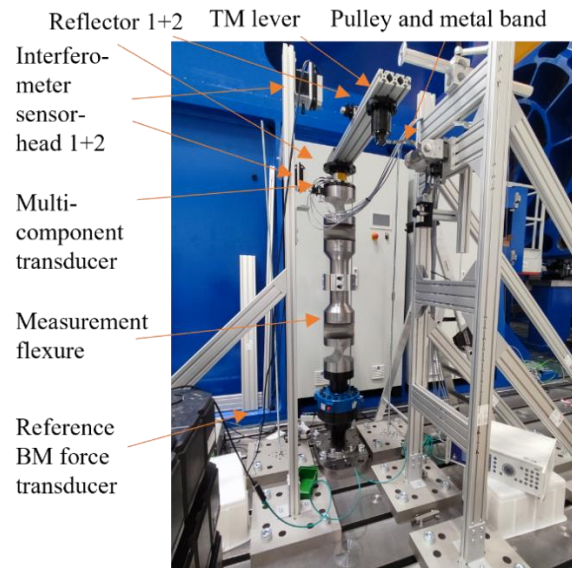 Reflector 1+2
TM lever
Pulley and metal band
Interfero-
meter
sensor-
head 1+2
Multi-
component
transducer
Measurement
flexure
Reference
BM force
transducer